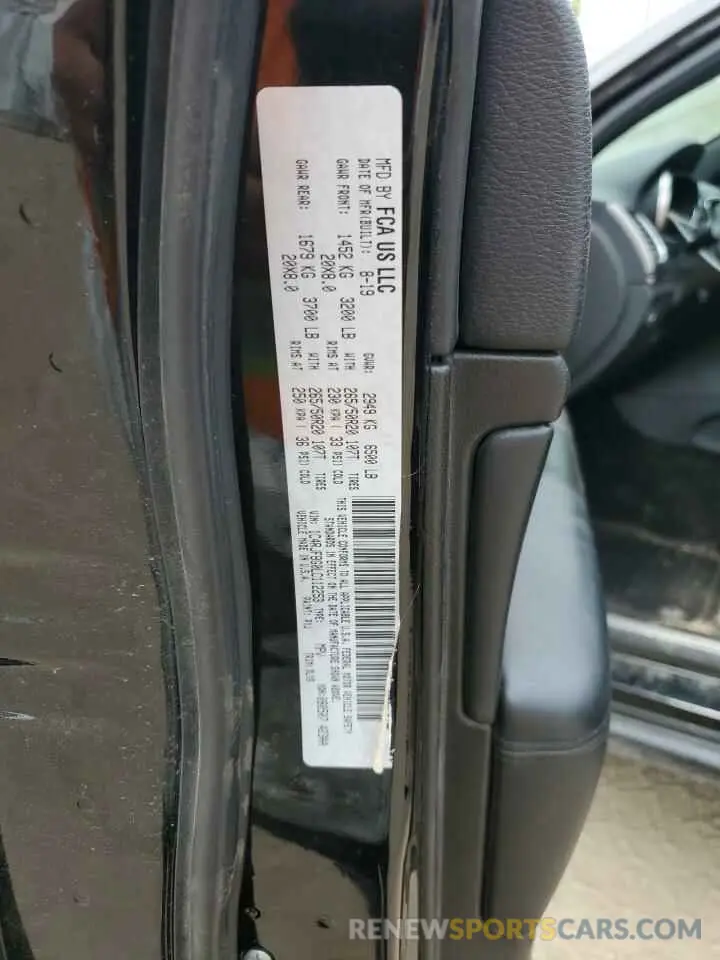 MFD BY FCA US LLC
DATE OF MFR(BUILT): 8-19 GVWR: 2949 KG 6500 LB
GAWR FRONT: 1452 KG 3200 LB WITH 265/50R20 107T TIRES
20X8.0 RIMS AT 230 KPA ( 33 PSI) COLD
GAWR REAR: 1679 KG 3700 LB WITH 265/50R20 107T TIRES
20X8.0 RIMS AT 250 KPA ( 36 PSI) COLD
THIS VEHICLE CONFORMS TO ALL APPLICABLE U.S.A. FEDERAL MOTOR VEHICLE SAFETY
STANDARDS IN EFFECT ON THE DATE OF MANUFACTURE SHOWN ABOVE.
VIN: TYPE: MPV
VEHICLE MADE IN U.S.A. PAINT:
RENEWSPORTSCARS.COM